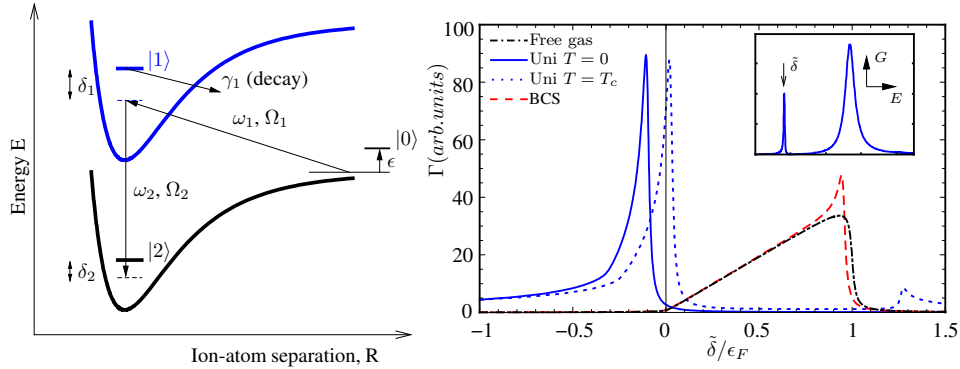 Energy E
|1⟩
δ1
γ1 (decay)
ω1, Ω1
|0⟩
ϵ
ω2, Ω2
|2⟩
δ2
Ion-atom separation, R
Γ(arb.units)
100
80
60
40
20
0
Free gas
Uni T = 0
Uni T = Tc
BCS
δ̃
G
E
−1
−0.5
0
0.5
1
1.5
δ̃/ϵF